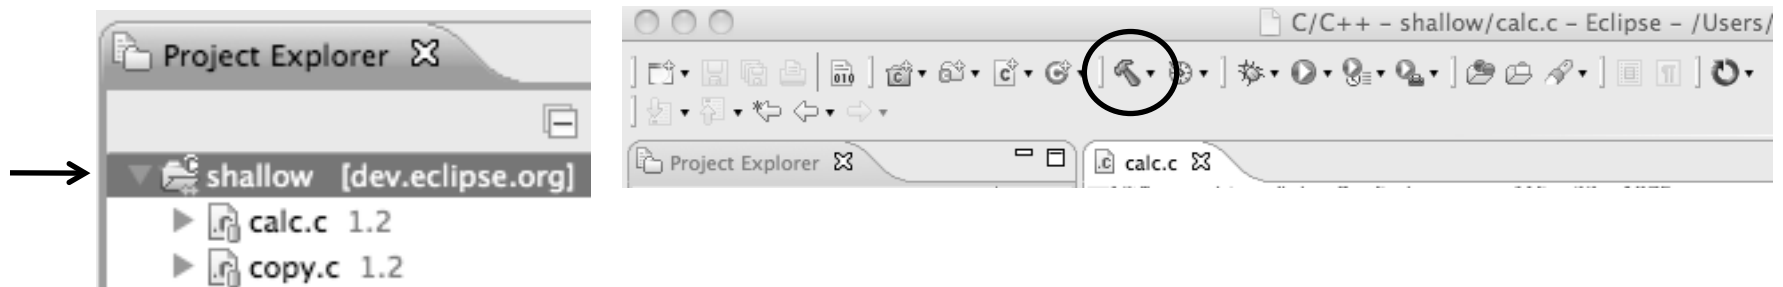 Project Explorer
shallow [dev.eclipse.org]
calc.c 1.2
copy.c 1.2
C/C++ – shallow/calc.c – Eclipse – /Users/
010
Project Explorer
calc.c